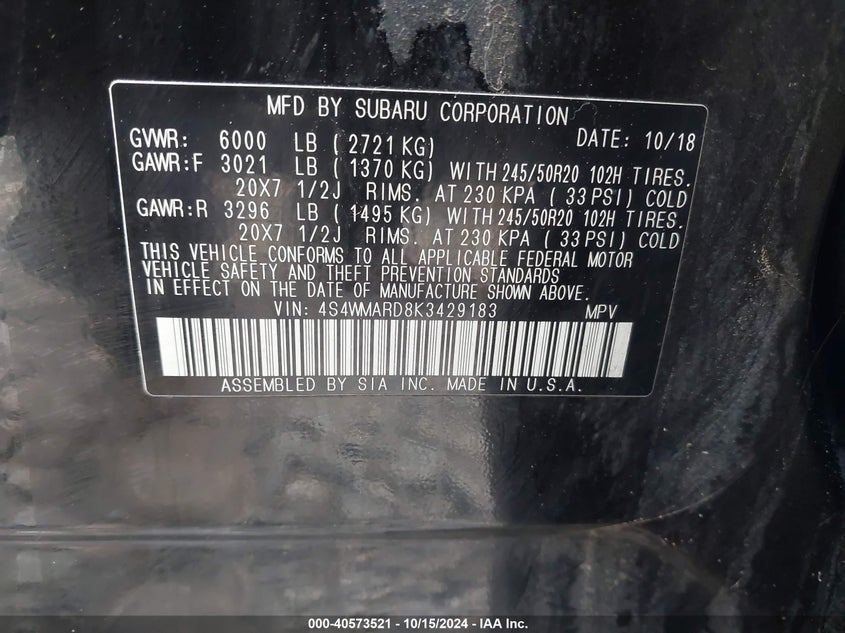 MFD BY SUBARU CORPORATION
GVWR: 6000 LB ( 2721 KG) DATE: 10/18
GAWR:F 3021 LB ( 1370 KG) WITH 245/50R20 102H TIRES.
20X7 1/2J RIMS. AT 230 KPA ( 33 PSI) COLD
GAWR:R 3296 LB ( 1495 KG) WITH 245/50R20 102H TIRES.
20X7 1/2J RIMS. AT 230 KPA ( 33 PSI) COLD
THIS VEHICLE CONFORMS TO ALL APPLICABLE FEDERAL MOTOR
VEHICLE SAFETY AND THEFT PREVENTION STANDARDS
IN EFFECT ON THE DATE OF MANUFACTURE SHOWN ABOVE.
VIN: 4S4WMARD8K3429183 MPV
ASSEMBLED BY SIA INC. MADE IN U.S.A.
000-40573521 - 10/15/2024 - IAA Inc.